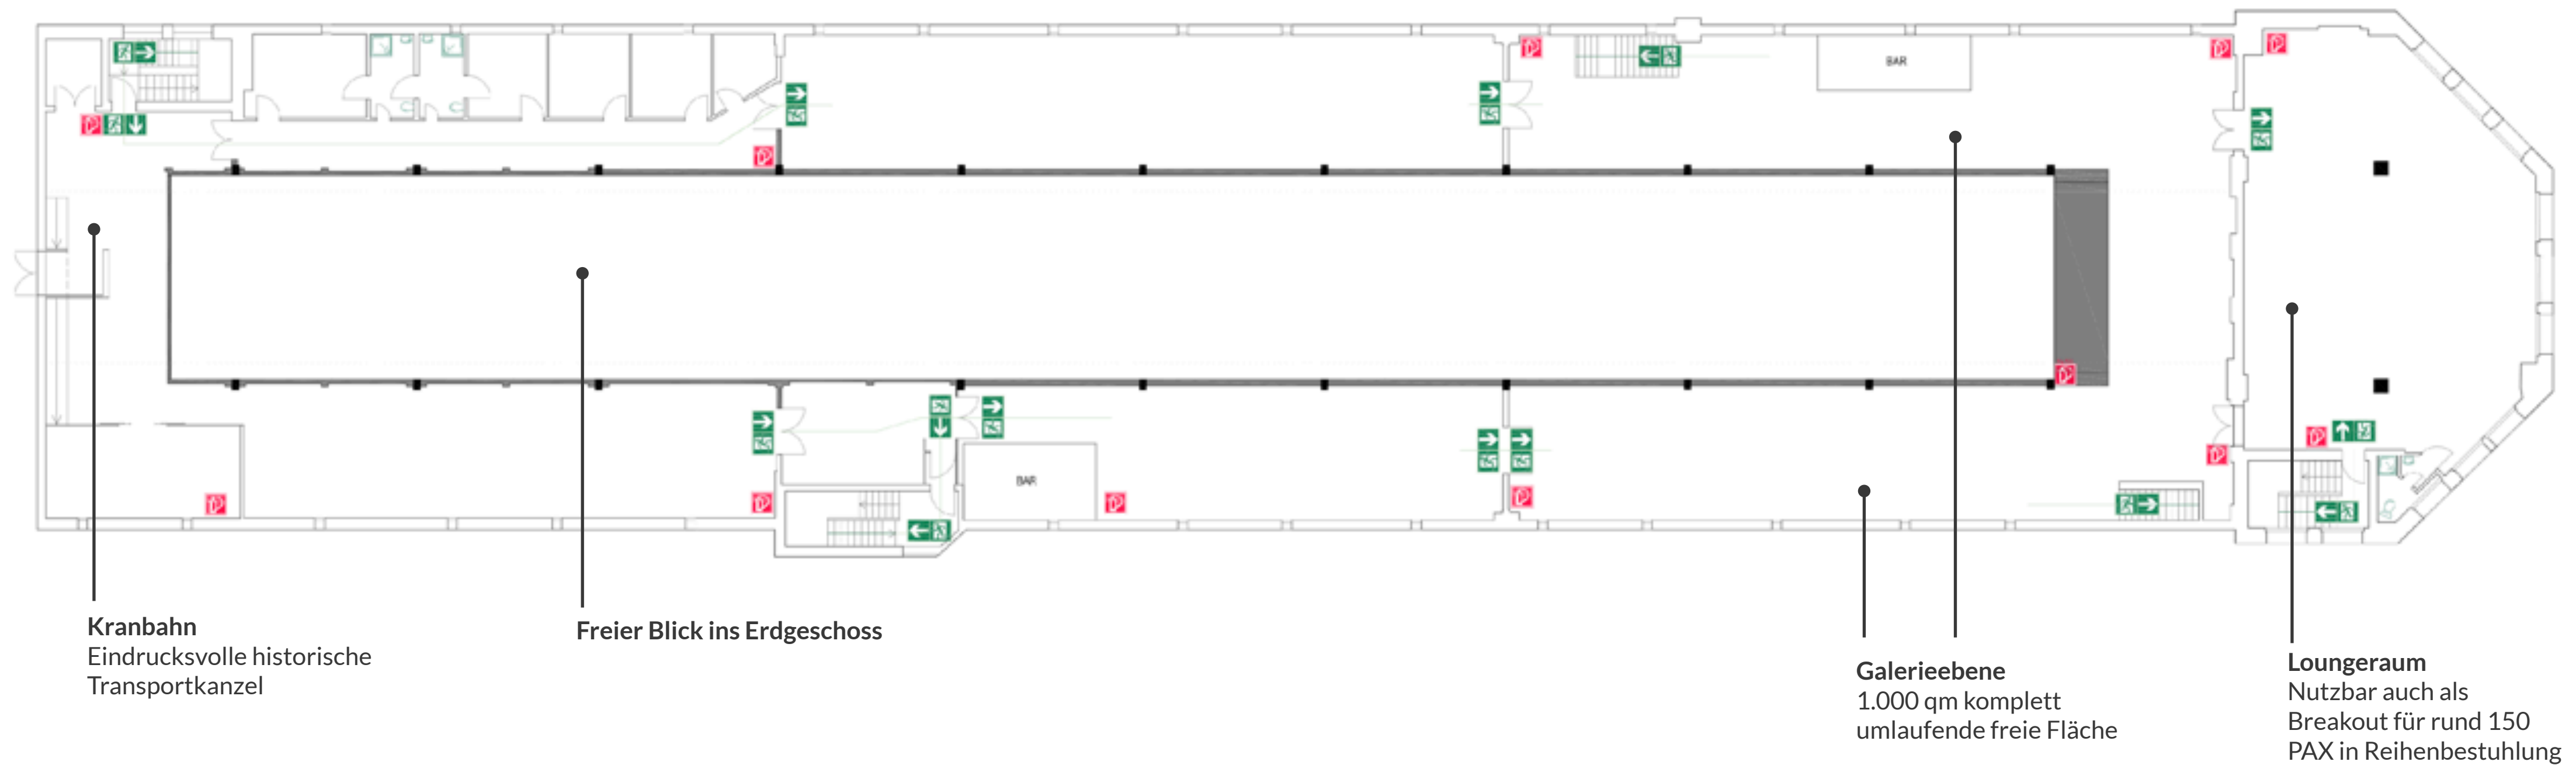 BAR
BAR
Kranbahn
Eindrucksvolle historische
Transportkanzel
Freier Blick ins Erdgeschoss
Galerieebene
1.000 qm komplett
umlaufende freie Fläche
Loungeraum
Nutzbar auch als
Breakout für rund 150
PAX in Reihenbestuhlung